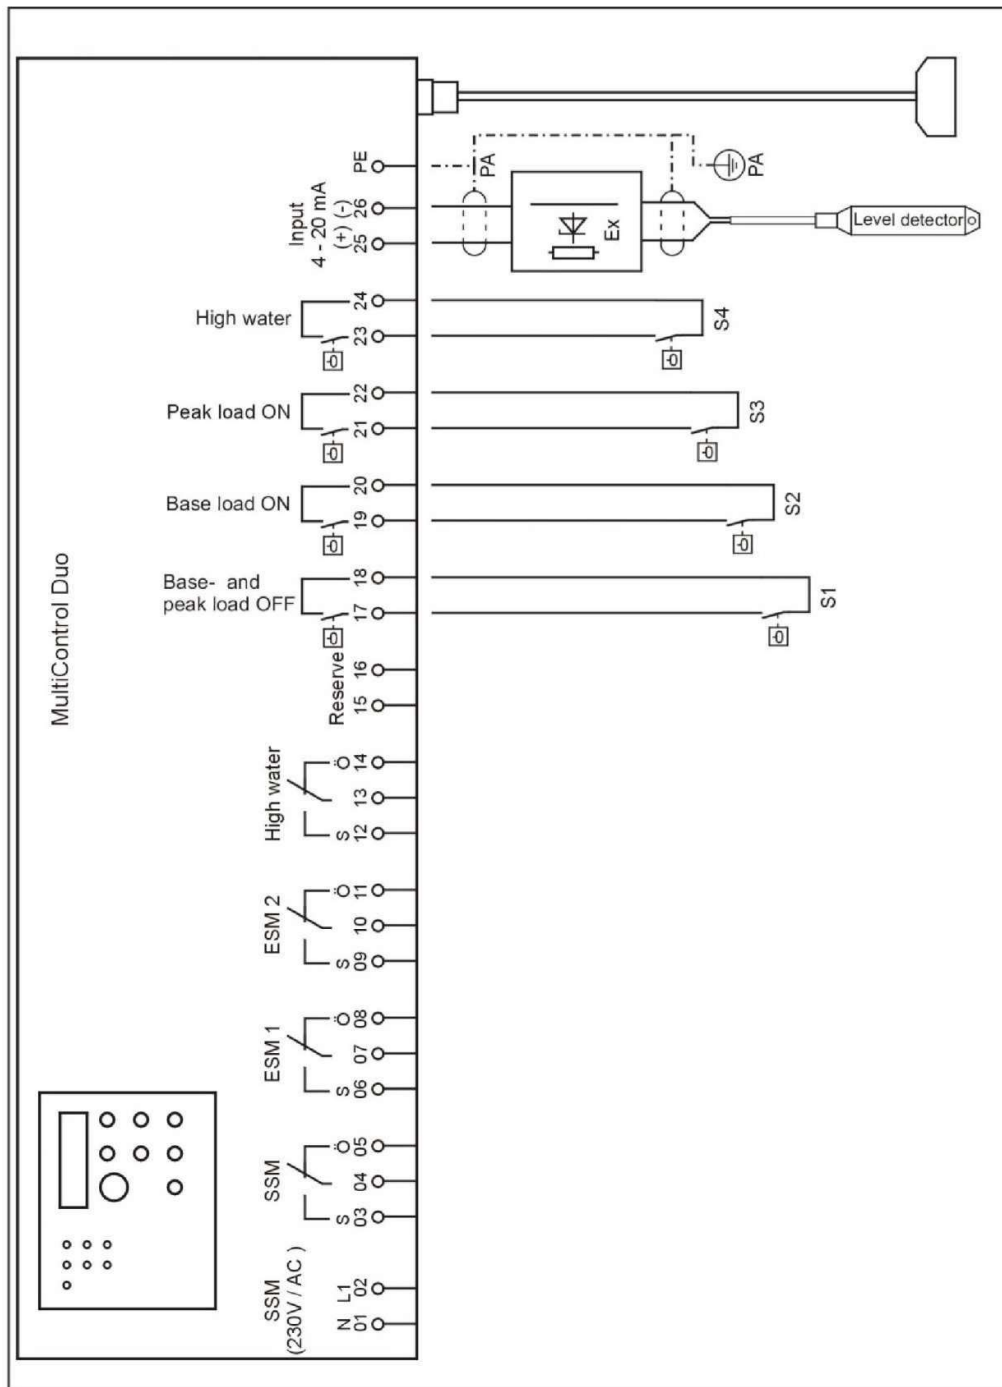 PE
PA
PA
Input
4 - 20 mA
(+) (-)
25 26
Ex
Level detector
High water
23 24
S4
Peak load ON
21 22
S3
Base load ON
19 20
S2
Base- and
peak load OFF
17 18
S1
MultiControl Duo
Reserve
15 16
High water
S Ö
12 13 14
ESM 2
S Ö
09 10 11
ESM 1
S Ö
06 07 08
SSM
S Ö
03 04 05
SSM
(230V / AC )
N L1
01 02